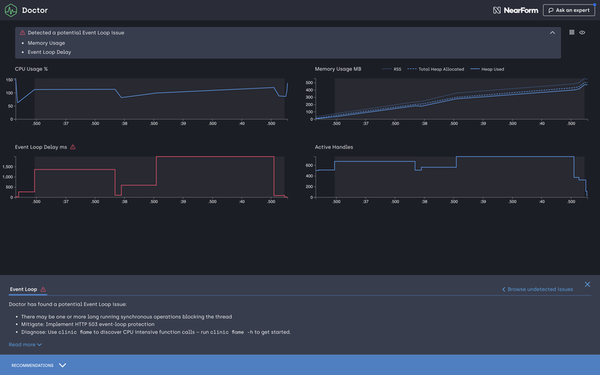 Doctor
NearForm
Ask an expert
Detected a potential Event Loop issue
• Memory Usage
• Event Loop Delay
CPU Usage %
150
100
50
0
.500 :37 .500 :38 .500 :39 .500 :40 .500
Memory Usage MB
RSS Total Heap Allocated Heap Used
500
400
300
200
100
0
.500 :37 .500 :38 .500 :39 .500 :40 .500
Event Loop Delay ms
1,500
1,000
500
0
.500 :37 .500 :38 .500 :39 .500 :40 .500
Active Handles
600
400
200
0
.500 :37 .500 :38 .500 :39 .500 :40 .500
Event Loop
Browse undetected issues
Doctor has found a potential Event Loop issue:
• There may be one or more long running synchronous operations blocking the thread
• Mitigate: Implement HTTP 503 event-loop protection
• Diagnose: Use clinic flame to discover CPU intensive function calls – run clinic flame -h to get started.
Read more
RECOMMENDATIONS